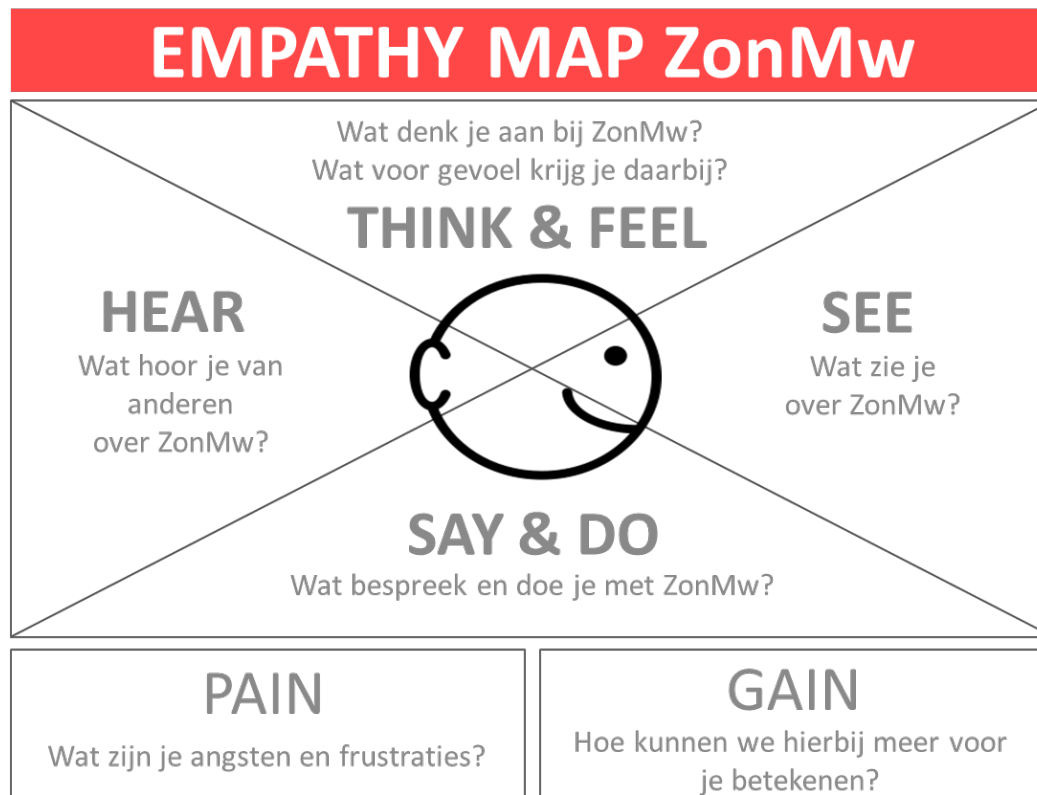 EMPATHY MAP ZonMw
Wat denk je aan bij ZonMw?
Wat voor gevoel krijg je daarbij?
THINK & FEEL
HEAR
Wat hoor je van
anderen
over ZonMw?
SEE
Wat zie je
over ZonMw?
SAY & DO
Wat bespreek en doe je met ZonMw?
PAIN
Wat zijn je angsten en frustraties?
GAIN
Hoe kunnen we hierbij meer voor
je betekenen?